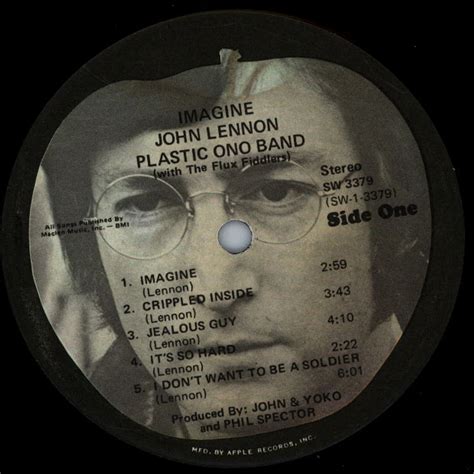 IMAGINE
JOHN LENNON
PLASTIC ONO BAND
(with The Flux Fiddlers)
All Songs Published By
Maclen Music, Inc. — BMI
Stereo
SW 3379
(SW-1-3379)
Side One
1. IMAGINE 2:59
(Lennon)
2. CRIPPLED INSIDE 3:43
(Lennon)
3. JEALOUS GUY 4:10
(Lennon)
4. IT'S SO HARD 2:22
(Lennon)
5. I DON'T WANT TO BE A SOLDIER
(Lennon) 6:01
Produced By: JOHN & YOKO
and PHIL SPECTOR
MFD. BY APPLE RECORDS, INC.